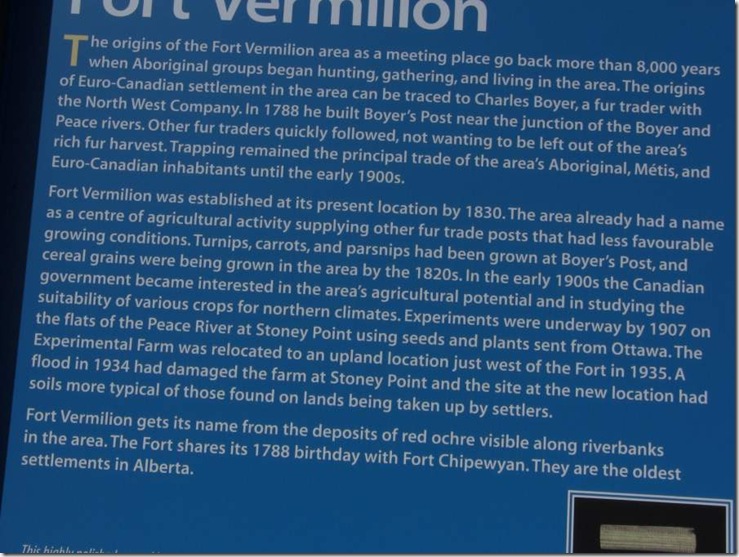 Fort Vermilion
The origins of the Fort Vermilion area as a meeting place go back more than 8,000 years
when Aboriginal groups began hunting, gathering, and living in the area. The origins
of Euro-Canadian settlement in the area can be traced to Charles Boyer, a fur trader with
the North West Company. In 1788 he built Boyer's Post near the junction of the Boyer and
Peace rivers. Other fur traders quickly followed, not wanting to be left out of the area's
rich fur harvest. Trapping remained the principal trade of the area's Aboriginal, Métis, and
Euro-Canadian inhabitants until the early 1900s.
Fort Vermilion was established at its present location by 1830. The area already had a name
as a centre of agricultural activity supplying other fur trade posts that had less favourable
growing conditions. Turnips, carrots, and parsnips had been grown at Boyer's Post, and
cereal grains were being grown in the area by the 1820s. In the early 1900s the Canadian
government became interested in the area's agricultural potential and in studying the
suitability of various crops for northern climates. Experiments were underway by 1907 on
the flats of the Peace River at Stoney Point using seeds and plants sent from Ottawa. The
Experimental Farm was relocated to an upland location just west of the Fort in 1935. A
flood in 1934 had damaged the farm at Stoney Point and the site at the new location had
soils more typical of those found on lands being taken up by settlers.
Fort Vermilion gets its name from the deposits of red ochre visible along riverbanks
in the area. The Fort shares its 1788 birthday with Fort Chipewyan. They are the oldest
settlements in Alberta.
This highly polished